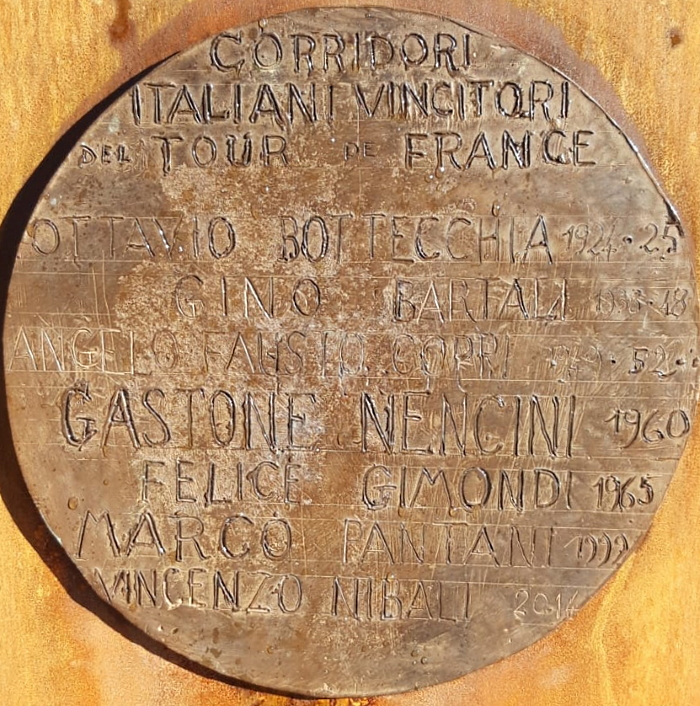 CORRIDORI
ITALIANI VINCITORI
DEL TOUR DE FRANCE
OTTAVIO BOTTECCHIA 1924·25
GINO BARTALI 1938-48
ANGELO FAUSTO COPPI 1949·52
GASTONE NENCINI 1960
FELICE GIMONDI 1965
MARCO PANTANI 1999
VINCENZO NIBALI 2014